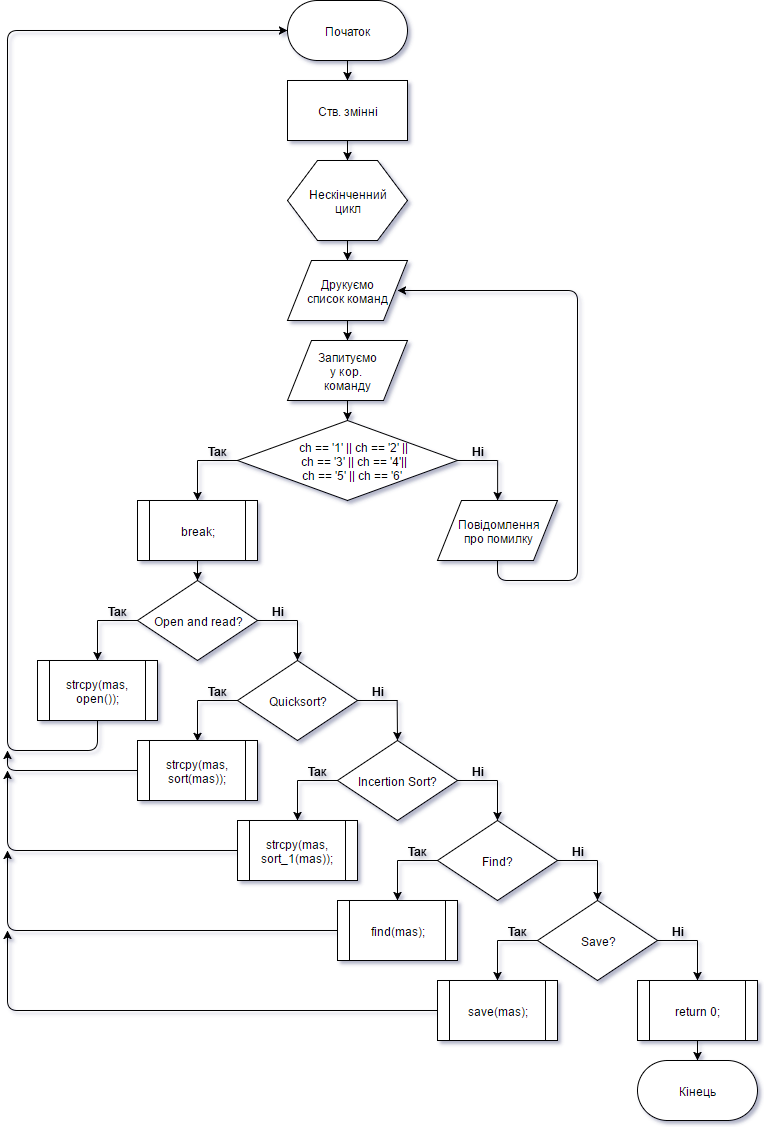 Початок
Ств. змінні
Нескінченний
цикл
Друкуємо
список команд
Запитуємо
у кор.
команду
Так
ch == '1' || ch == '2' ||
ch == '3' || ch == '4'||
ch == '5' || ch == '6'
Ні
break;
Повідомлення
про помилку
Так
Open and read?
Ні
strcpy(mas,
open());
Так
Quicksort?
Ні
strcpy(mas,
sort(mas));
Так
Incertion Sort?
Ні
strcpy(mas,
sort_1(mas));
Так
Find?
Ні
find(mas);
Так
Save?
Ні
save(mas);
return 0;
Кінець